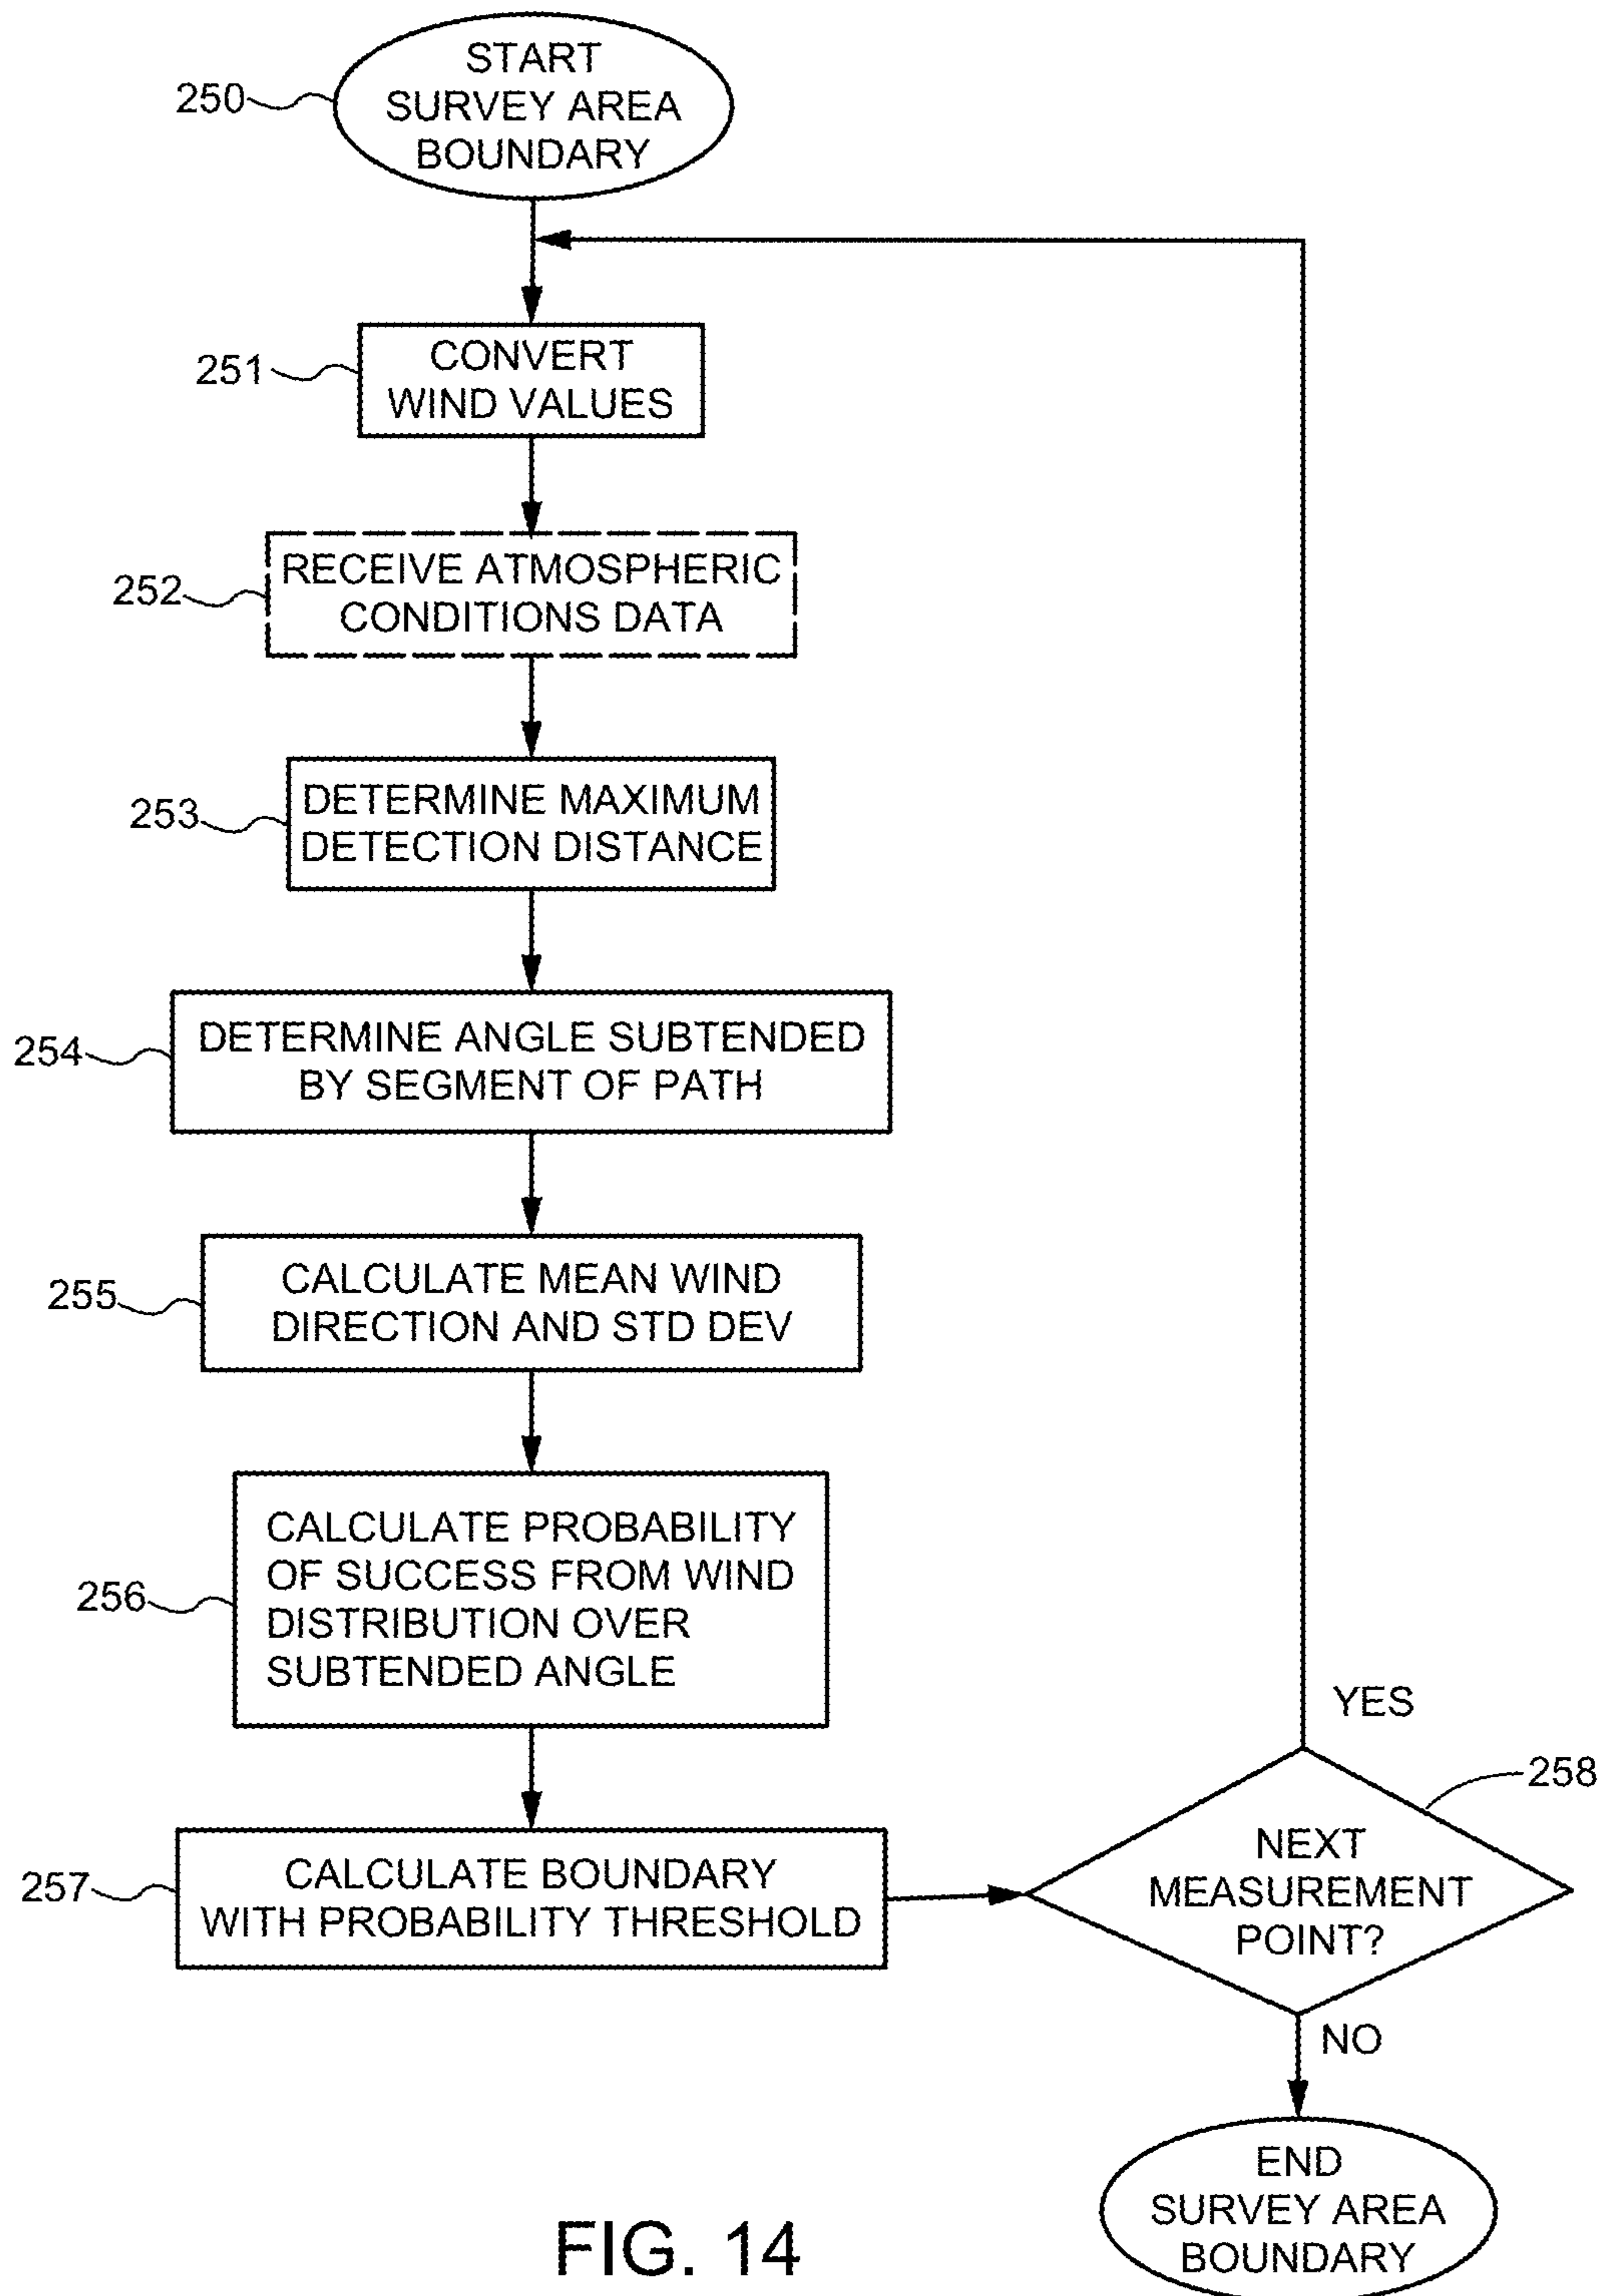 START
SURVEY AREA
BOUNDARY
250
CONVERT
WIND VALUES
251
RECEIVE ATMOSPHERIC
CONDITIONS DATA
252
DETERMINE MAXIMUM
DETECTION DISTANCE
253
DETERMINE ANGLE SUBTENDED
BY SEGMENT OF PATH
254
CALCULATE MEAN WIND
DIRECTION AND STD DEV
255
CALCULATE PROBABILITY
OF SUCCESS FROM WIND
DISTRIBUTION OVER
SUBTENDED ANGLE
256
CALCULATE BOUNDARY
WITH PROBABILITY THRESHOLD
257
YES
258
NEXT
MEASUREMENT
POINT?
NO
END
SURVEY AREA
BOUNDARY
FIG. 14